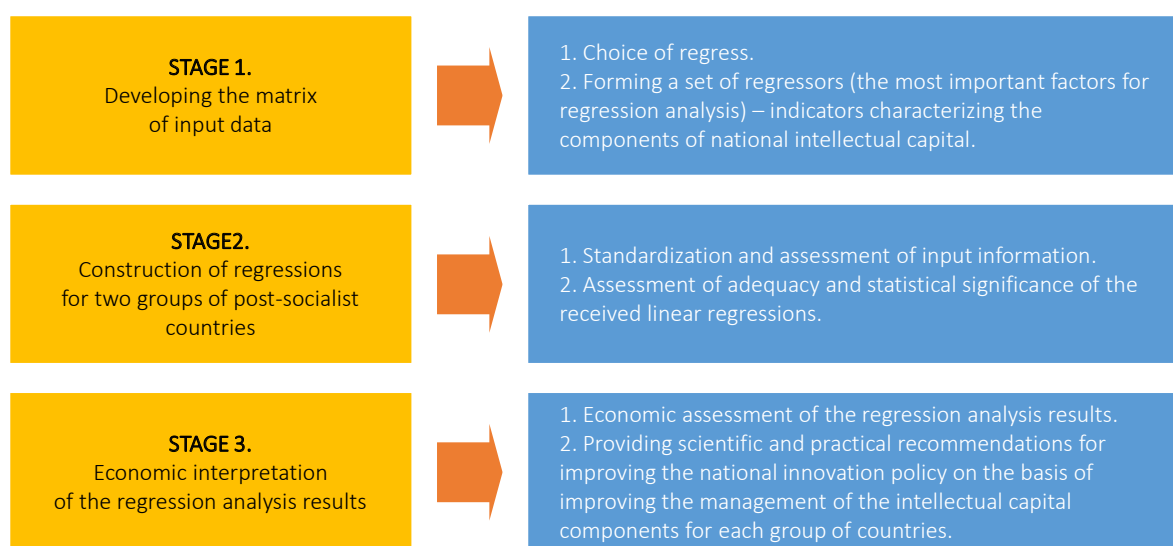 STAGE 1.
Developing the matrix
of input data
1. Choice of regress.
2. Forming a set of regressors (the most important factors for
regression analysis) – indicators characterizing the
components of national intellectual capital.
STAGE2.
Construction of regressions
for two groups of post-socialist
countries
1. Standardization and assessment of input information.
2. Assessment of adequacy and statistical significance of the
received linear regressions.
STAGE 3.
Economic interpretation
of the regression analysis results
1. Economic assessment of the regression analysis results.
2. Providing scientific and practical recommendations for
improving the national innovation policy on the basis of
improving the management of the intellectual capital
components for each group of countries.